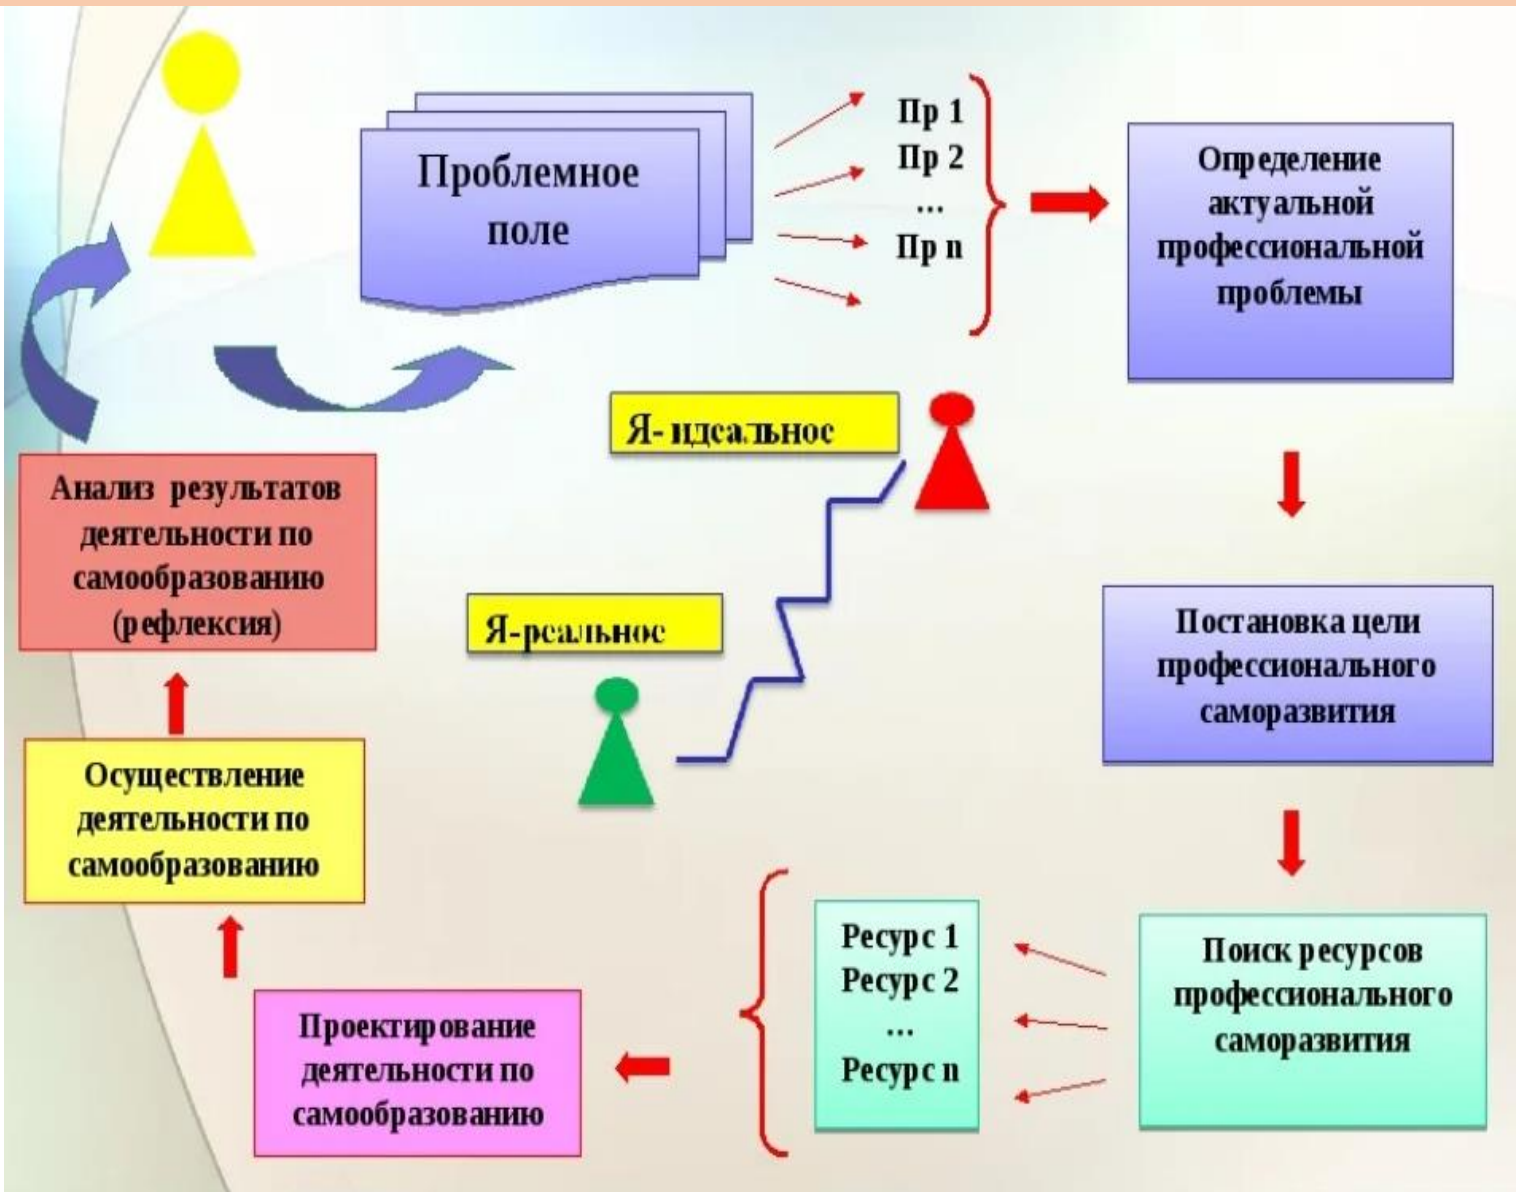 Проблемное
поле
Пр 1
Пр 2
...
Пр n
Определение
актуальной
профессиональной
проблемы
Я- идеальное
Я-реальное
Постановка цели
профессионального
саморазвития
Поиск ресурсов
профессионального
саморазвития
Ресурс 1
Ресурс 2
...
Ресурс n
Проектирование
деятельности по
самообразованию
Осуществление
деятельности по
самообразованию
Анализ результатов
деятельности по
самообразованию
(рефлексия)